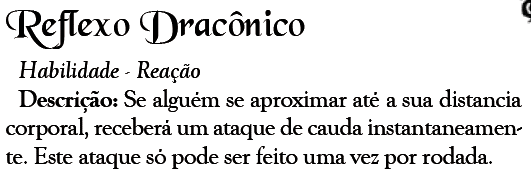 Reflexo Dracônico
Habilidade - Reação
Descrição: Se alguém se aproximar até a sua distancia
corporal, receberá um ataque de cauda instantaneamen-
te. Este ataque só pode ser feito uma vez por rodada.